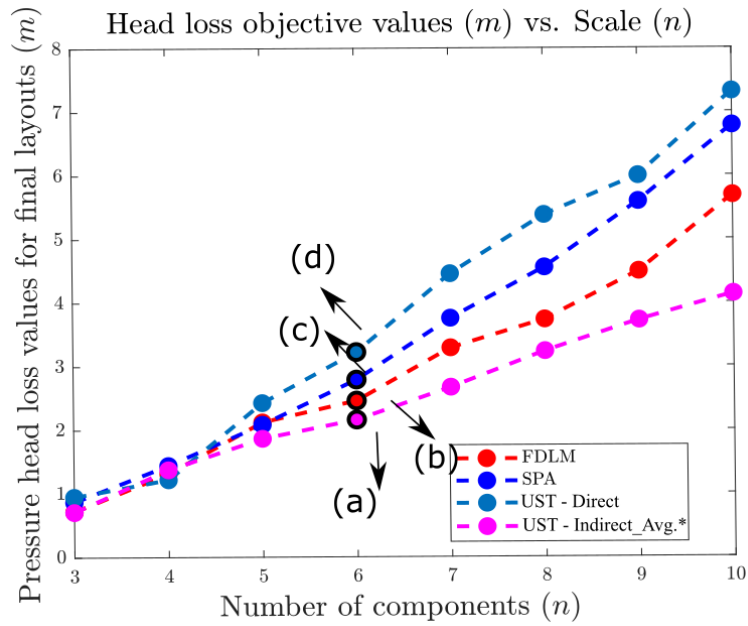 Head loss objective values (m) vs. Scale (n)
Pressure head loss values for final layouts (m)
8
7
6
5
4
3
2
1
0
(d)
(c)
(b)
(a)
FDLM
SPA
UST - Direct
UST - Indirect_Avg.*
3 4 5 6 7 8 9 10
Number of components (n)